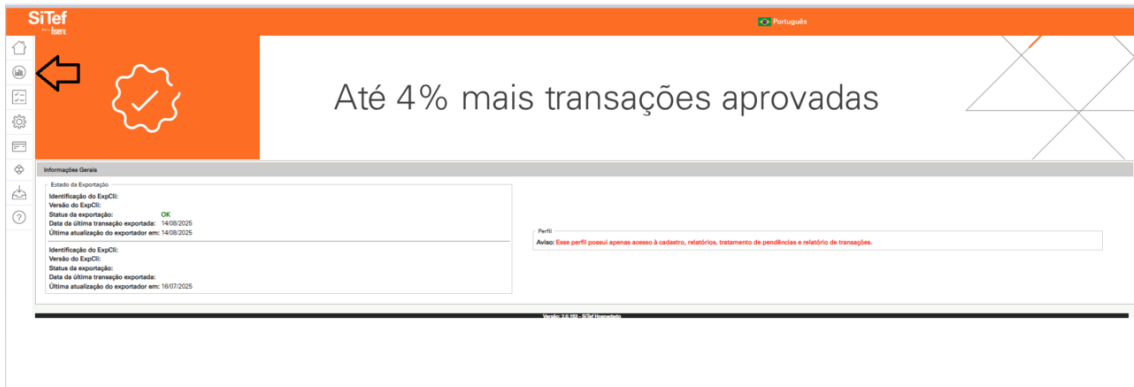 SiTef
fiserv.
Português
Até 4% mais transações aprovadas
Informações Gerais
Estado da Exportação
Identificação do ExpCli:
Versão do ExpCli:
Status da exportação: OK
Data da última transação exportada: 14/08/2025
Última atualização do exportador em: 14/08/2025
Identificação do ExpCli:
Versão do ExpCli:
Status da exportação:
Data da última transação exportada:
Última atualização do exportador em: 16/07/2025
Perfil
Aviso: Esse perfil possui apenas acesso à cadastro, relatórios, tratamento de pendências e relatório de transações.